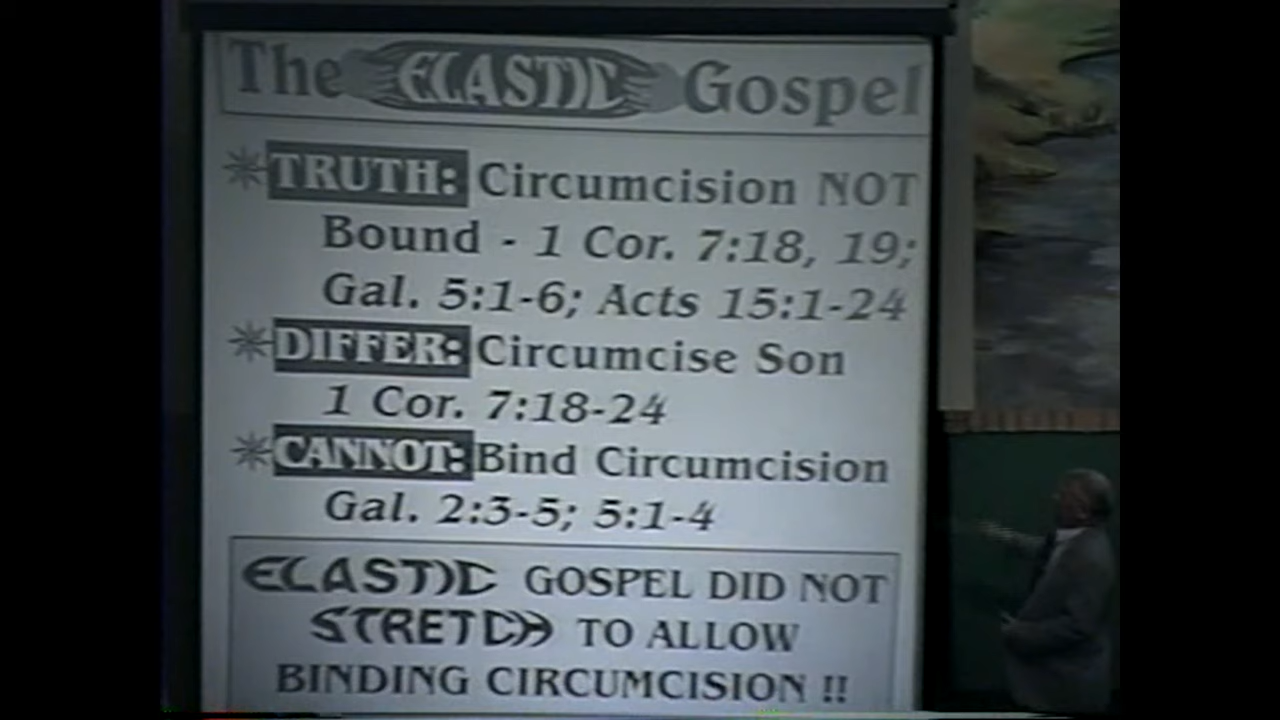 The ELASTIC Gospel
TRUTH: Circumcision NOT
Bound - 1 Cor. 7:18, 19;
Gal. 5:1-6; Acts 15:1-24
DIFFER: Circumcise Son
1 Cor. 7:18-24
CANNOT: Bind Circumcision
Gal. 2:3-5; 5:1-4
ELASTIC GOSPEL DID NOT
STRETCH TO ALLOW
BINDING CIRCUMCISION !!